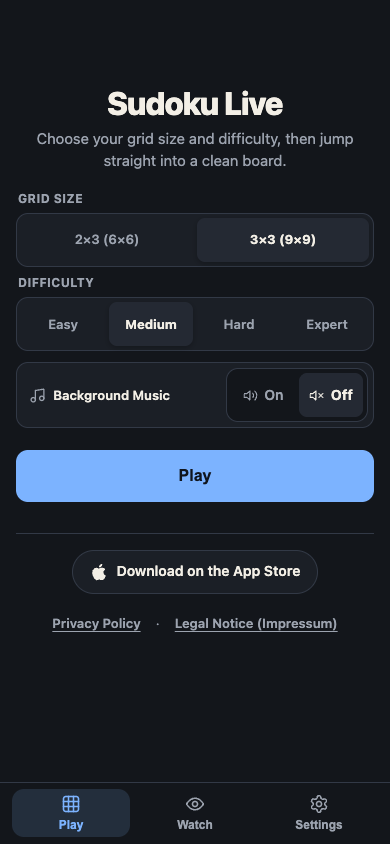 Sudoku Live
Choose your grid size and difficulty, then jump
straight into a clean board.
GRID SIZE
2×3 (6×6)
3×3 (9×9)
DIFFICULTY
Easy
Medium
Hard
Expert
Background Music
On
Off
Play
Download on the App Store
Privacy Policy · Legal Notice (Impressum)
Play
Watch
Settings